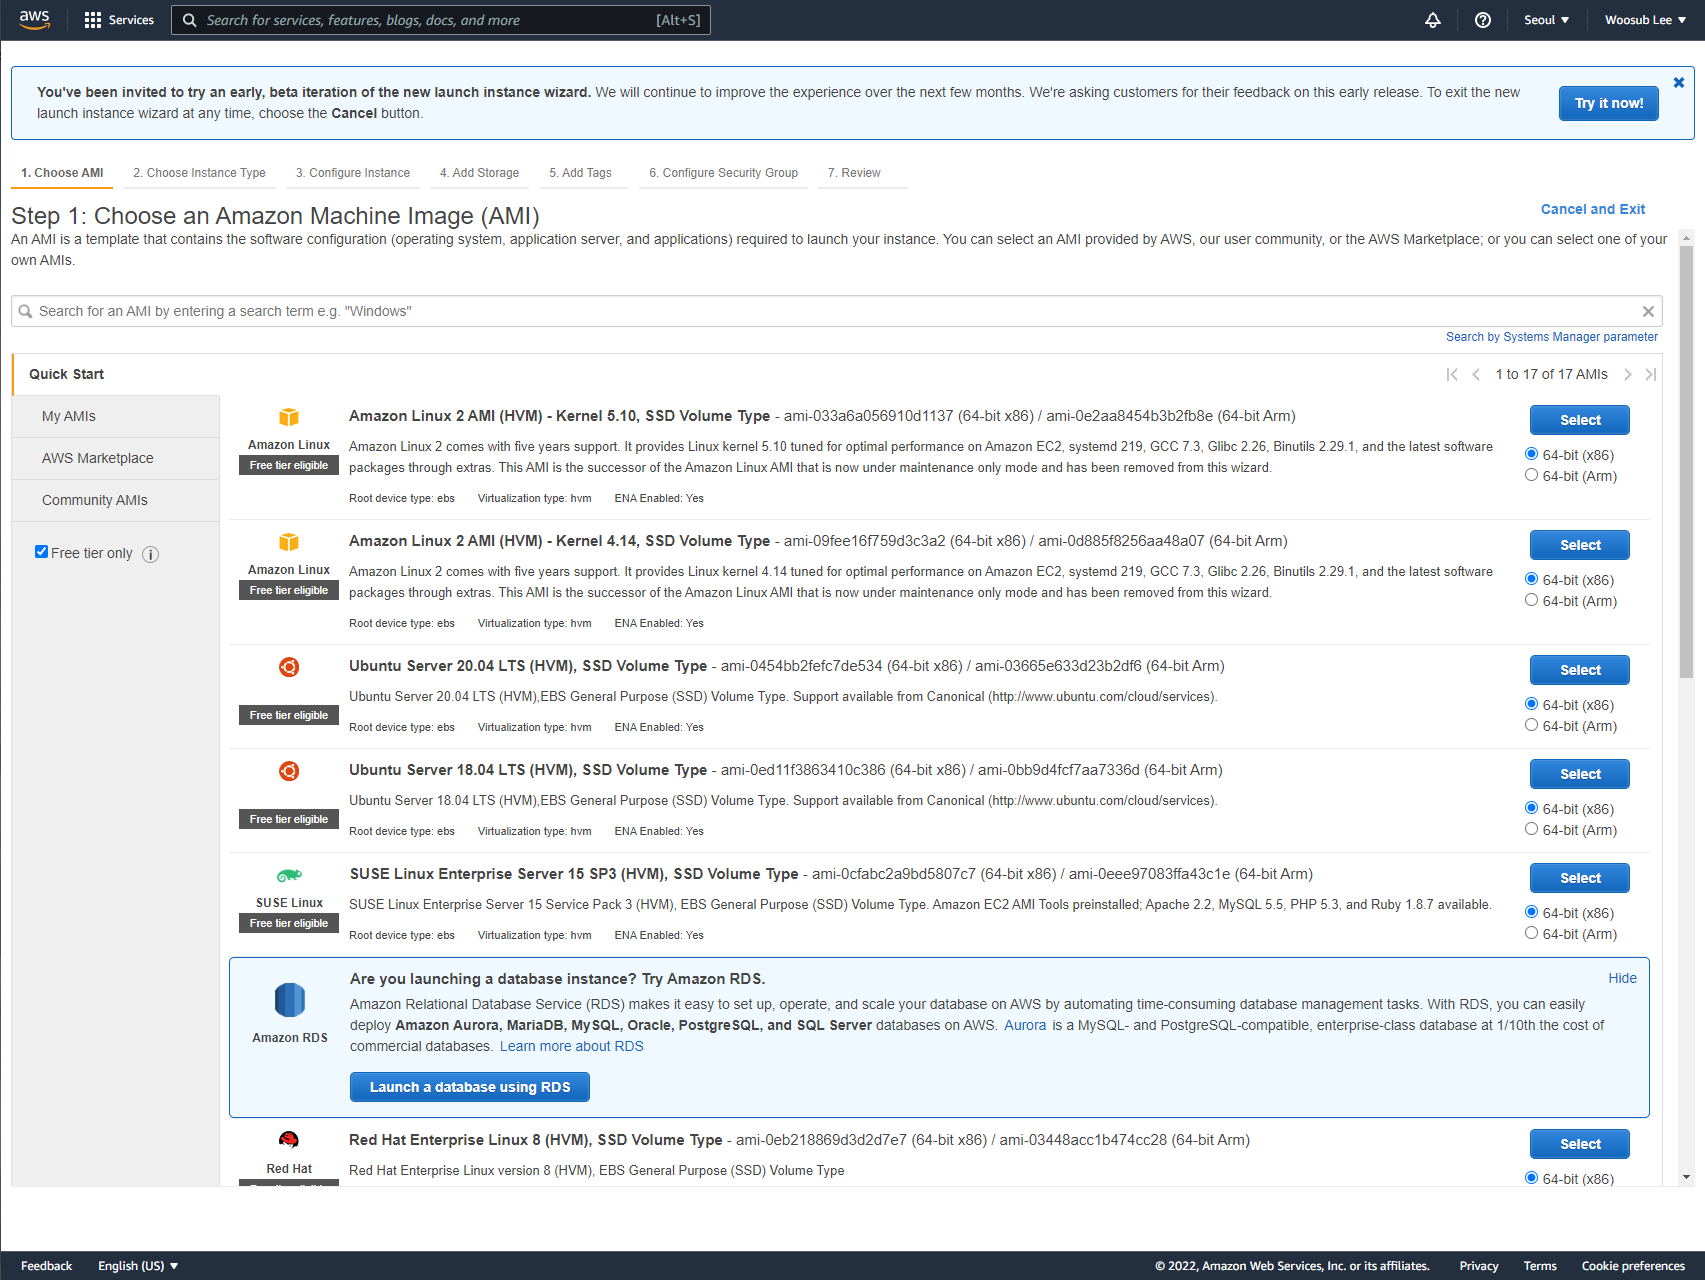 aws
Services
Search for services, features, blogs, docs, and more
[Alt+S]
Seoul
Woosub Lee
You've been invited to try an early, beta iteration of the new launch instance wizard. We will continue to improve the experience over the next few months. We're asking customers for their feedback on this early release. To exit the new
launch instance wizard at any time, choose the Cancel button.
Try it now!
1. Choose AMI
2. Choose Instance Type
3. Configure Instance
4. Add Storage
5. Add Tags
6. Configure Security Group
7. Review
Step 1: Choose an Amazon Machine Image (AMI)
Cancel and Exit
An AMI is a template that contains the software configuration (operating system, application server, and applications) required to launch your instance. You can select an AMI provided by AWS, our user community, or the AWS Marketplace; or you can select one of your
own AMIs.
Search for an AMI by entering a search term e.g. "Windows"
Search by Systems Manager parameter
Quick Start
1 to 17 of 17 AMIs
My AMIs
AWS Marketplace
Community AMIs
Free tier only
Amazon Linux
Free tier eligible
Amazon Linux 2 AMI (HVM) - Kernel 5.10, SSD Volume Type - ami-033a6a056910d1137 (64-bit x86) / ami-0e2aa8454b3b2fb8e (64-bit Arm)
Amazon Linux 2 comes with five years support. It provides Linux kernel 5.10 tuned for optimal performance on Amazon EC2, systemd 219, GCC 7.3, Glibc 2.26, Binutils 2.29.1, and the latest software
packages through extras. This AMI is the successor of the Amazon Linux AMI that is now under maintenance only mode and has been removed from this wizard.
Root device type: ebs Virtualization type: hvm ENA Enabled: Yes
Select
64-bit (x86)
64-bit (Arm)
Amazon Linux
Free tier eligible
Amazon Linux 2 AMI (HVM) - Kernel 4.14, SSD Volume Type - ami-09fee16f759d3c3a2 (64-bit x86) / ami-0d885f8256aa48a07 (64-bit Arm)
Amazon Linux 2 comes with five years support. It provides Linux kernel 4.14 tuned for optimal performance on Amazon EC2, systemd 219, GCC 7.3, Glibc 2.26, Binutils 2.29.1, and the latest software
packages through extras. This AMI is the successor of the Amazon Linux AMI that is now under maintenance only mode and has been removed from this wizard.
Root device type: ebs Virtualization type: hvm ENA Enabled: Yes
Select
64-bit (x86)
64-bit (Arm)
Free tier eligible
Ubuntu Server 20.04 LTS (HVM), SSD Volume Type - ami-0454bb2fefc7de534 (64-bit x86) / ami-03665e633d23b2df6 (64-bit Arm)
Ubuntu Server 20.04 LTS (HVM),EBS General Purpose (SSD) Volume Type. Support available from Canonical (http://www.ubuntu.com/cloud/services).
Root device type: ebs Virtualization type: hvm ENA Enabled: Yes
Select
64-bit (x86)
64-bit (Arm)
Free tier eligible
Ubuntu Server 18.04 LTS (HVM), SSD Volume Type - ami-0ed11f3863410c386 (64-bit x86) / ami-0bb9d4fcf7aa7336d (64-bit Arm)
Ubuntu Server 18.04 LTS (HVM),EBS General Purpose (SSD) Volume Type. Support available from Canonical (http://www.ubuntu.com/cloud/services).
Root device type: ebs Virtualization type: hvm ENA Enabled: Yes
Select
64-bit (x86)
64-bit (Arm)
SUSE Linux
Free tier eligible
SUSE Linux Enterprise Server 15 SP3 (HVM), SSD Volume Type - ami-0cfabc2a9bd5807c7 (64-bit x86) / ami-0eee97083ffa43c1e (64-bit Arm)
SUSE Linux Enterprise Server 15 Service Pack 3 (HVM), EBS General Purpose (SSD) Volume Type. Amazon EC2 AMI Tools preinstalled; Apache 2.2, MySQL 5.5, PHP 5.3, and Ruby 1.8.7 available.
Root device type: ebs Virtualization type: hvm ENA Enabled: Yes
Select
64-bit (x86)
64-bit (Arm)
Amazon RDS
Are you launching a database instance? Try Amazon RDS.
Hide
Amazon Relational Database Service (RDS) makes it easy to set up, operate, and scale your database on AWS by automating time-consuming database management tasks. With RDS, you can easily
deploy Amazon Aurora, MariaDB, MySQL, Oracle, PostgreSQL, and SQL Server databases on AWS. Aurora is a MySQL- and PostgreSQL-compatible, enterprise-class database at 1/10th the cost of
commercial databases. Learn more about RDS
Launch a database using RDS
Red Hat
Red Hat Enterprise Linux 8 (HVM), SSD Volume Type - ami-0eb218869d3d2d7e7 (64-bit x86) / ami-03448acc1b474cc28 (64-bit Arm)
Red Hat Enterprise Linux version 8 (HVM), EBS General Purpose (SSD) Volume Type
Select
64-bit (x86)
Feedback
English (US)
© 2022, Amazon Web Services, Inc. or its affiliates.
Privacy
Terms
Cookie preferences